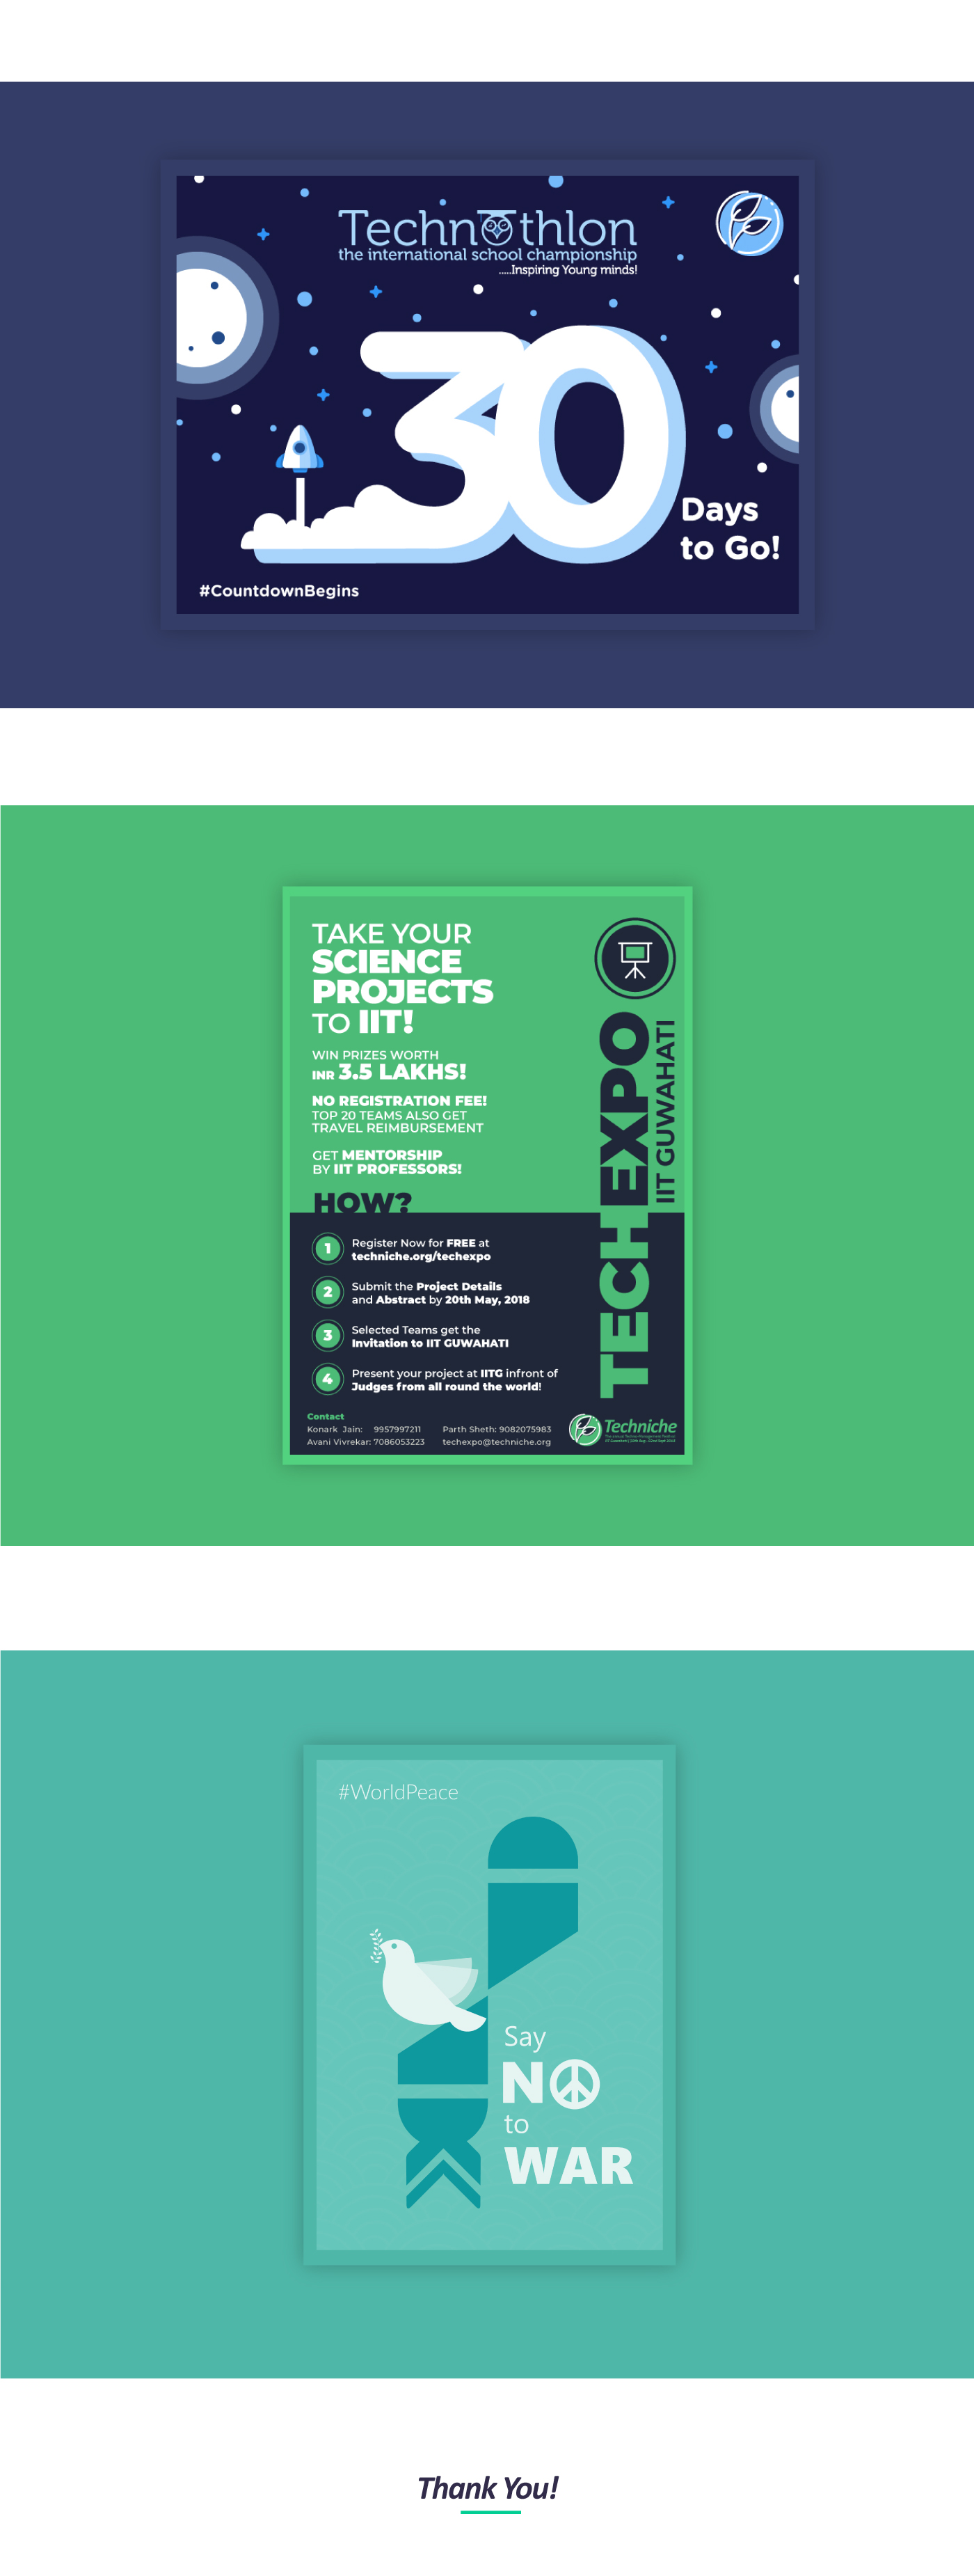 Technothlon
the international school championship
.....Inspiring Young minds!
30
Days
to Go!
#CountdownBegins
TAKE YOUR
SCIENCE
PROJECTS
TO IIT!
WIN PRIZES WORTH
INR 3.5 LAKHS!
NO REGISTRATION FEE!
TOP 20 TEAMS ALSO GET
TRAVEL REIMBURSEMENT
GET MENTORSHIP
BY IIT PROFESSORS!
HOW?
1
Register Now for FREE at
techniche.org/techexpo
2
Submit the Project Details
and Abstract by 20th May, 2018
3
Selected Teams get the
Invitation to IIT GUWAHATI
4
Present your project at IITG infront of
Judges from all round the world!
TECHEXPO
IIT GUWAHATI
Contact
Konark Jain: 9957997211
Parth Sheth: 9082075983
Avani Vivrekar: 7086053223
techexpo@techniche.org
Techniche
#WorldPeace
Say
NO
to
WAR
Thank You!